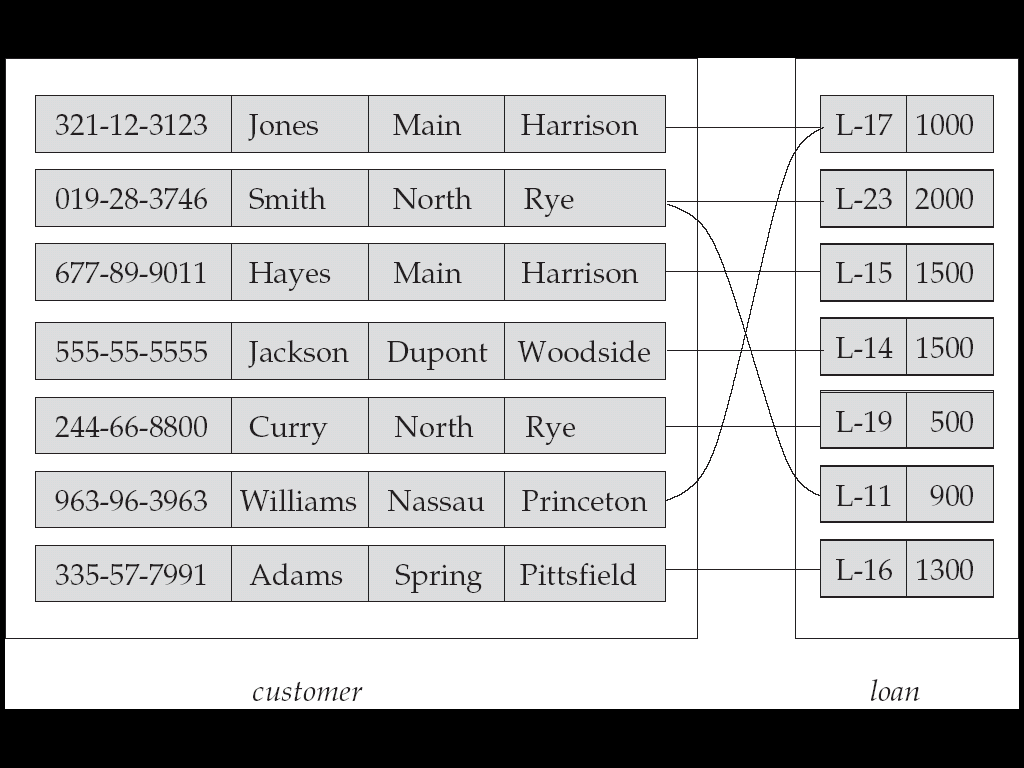 321-12-3123 Jones Main Harrison L-17 1000
019-28-3746 Smith North Rye L-23 2000
677-89-9011 Hayes Main Harrison L-15 1500
555-55-5555 Jackson Dupont Woodside L-14 1500
244-66-8800 Curry North Rye L-19 500
963-96-3963 Williams Nassau Princeton L-11 900
335-57-7991 Adams Spring Pittsfield L-16 1300
customer loan